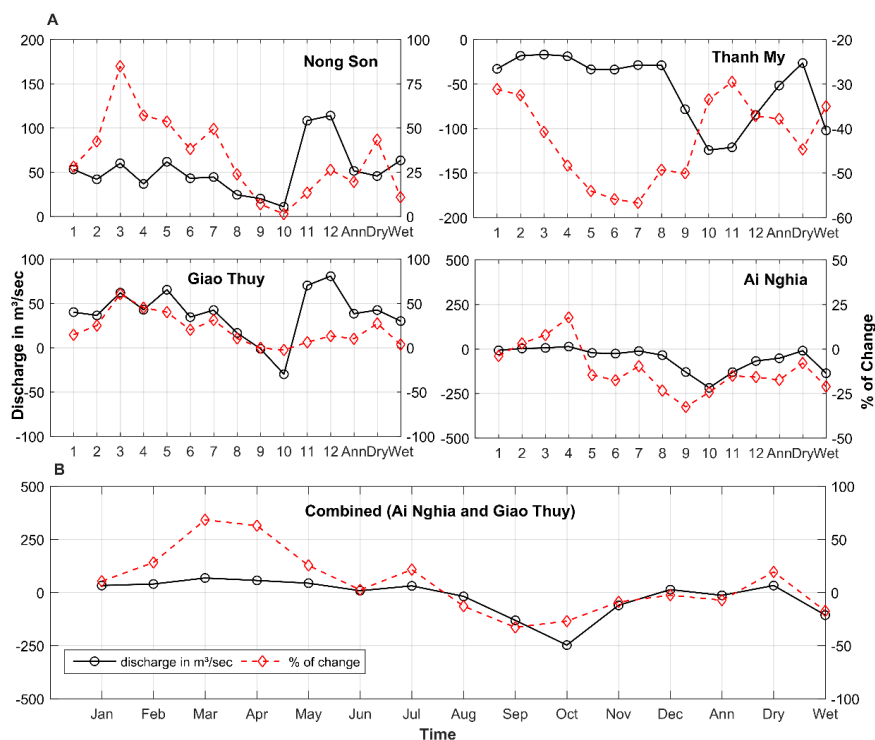 A
200 100 0 -20
Nong Son Thanh My
150 75 -50 -30
100 50 -100 -40
50 25 -150 -50
0 0 -200 -60
1 2 3 4 5 6 7 8 9 10 11 12 Ann Dry Wet 1 2 3 4 5 6 7 8 9 10 11 12 Ann Dry Wet
100 100 500 50
Giao Thuy Ai Nghia
50 50 250 25
0 0 0 0
-50 -50 -250 25
-100 -100 -500 50
1 2 3 4 5 6 7 8 9 10 11 12 Ann Dry Wet 1 2 3 4 5 6 7 8 9 10 11 12 Ann Dry Wet
Discharge in m³/sec
% of Change
B
500 100
Combined (Ai Nghia and Giao Thuy)
250 50
0 0
-250 -50
discharge in m³/sec % of change
-500 -100
Jan Feb Mar Apr May Jun Jul Aug Sep Oct Nov Dec Ann Dry Wet
Time